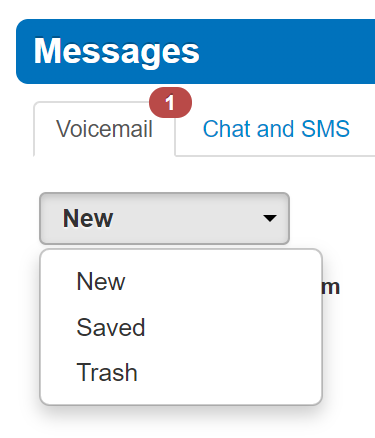 Messages
1
Voicemail
Chat and SMS
New
New
m
Saved
Trash